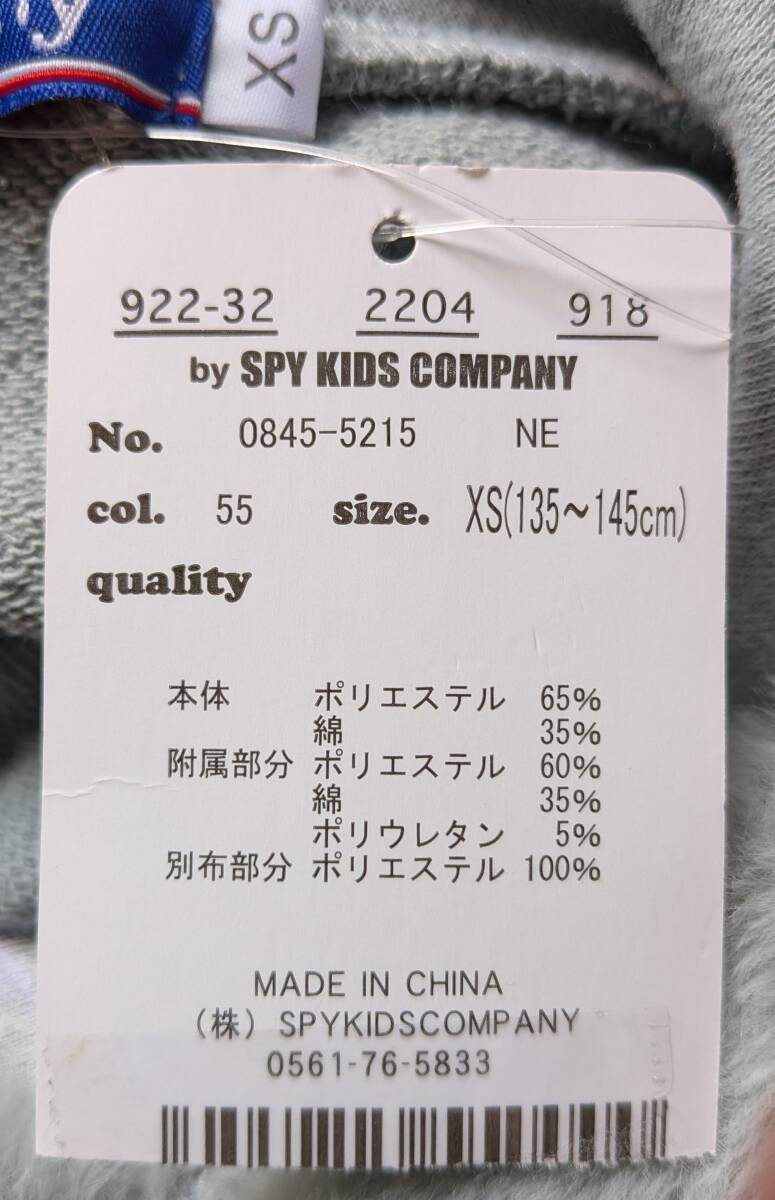 XS
922-32 2204 918
by SPY KIDS COMPANY
No. 0845-5215 NE
col. 55 size. XS(135~145cm)
quality
本体 ポリエステル 65%
綿 35%
附属部分 ポリエステル 60%
綿 35%
ポリウレタン 5%
別布部分 ポリエステル 100%
MADE IN CHINA
(株) SPYKIDSCOMPANY
0561-76-5833